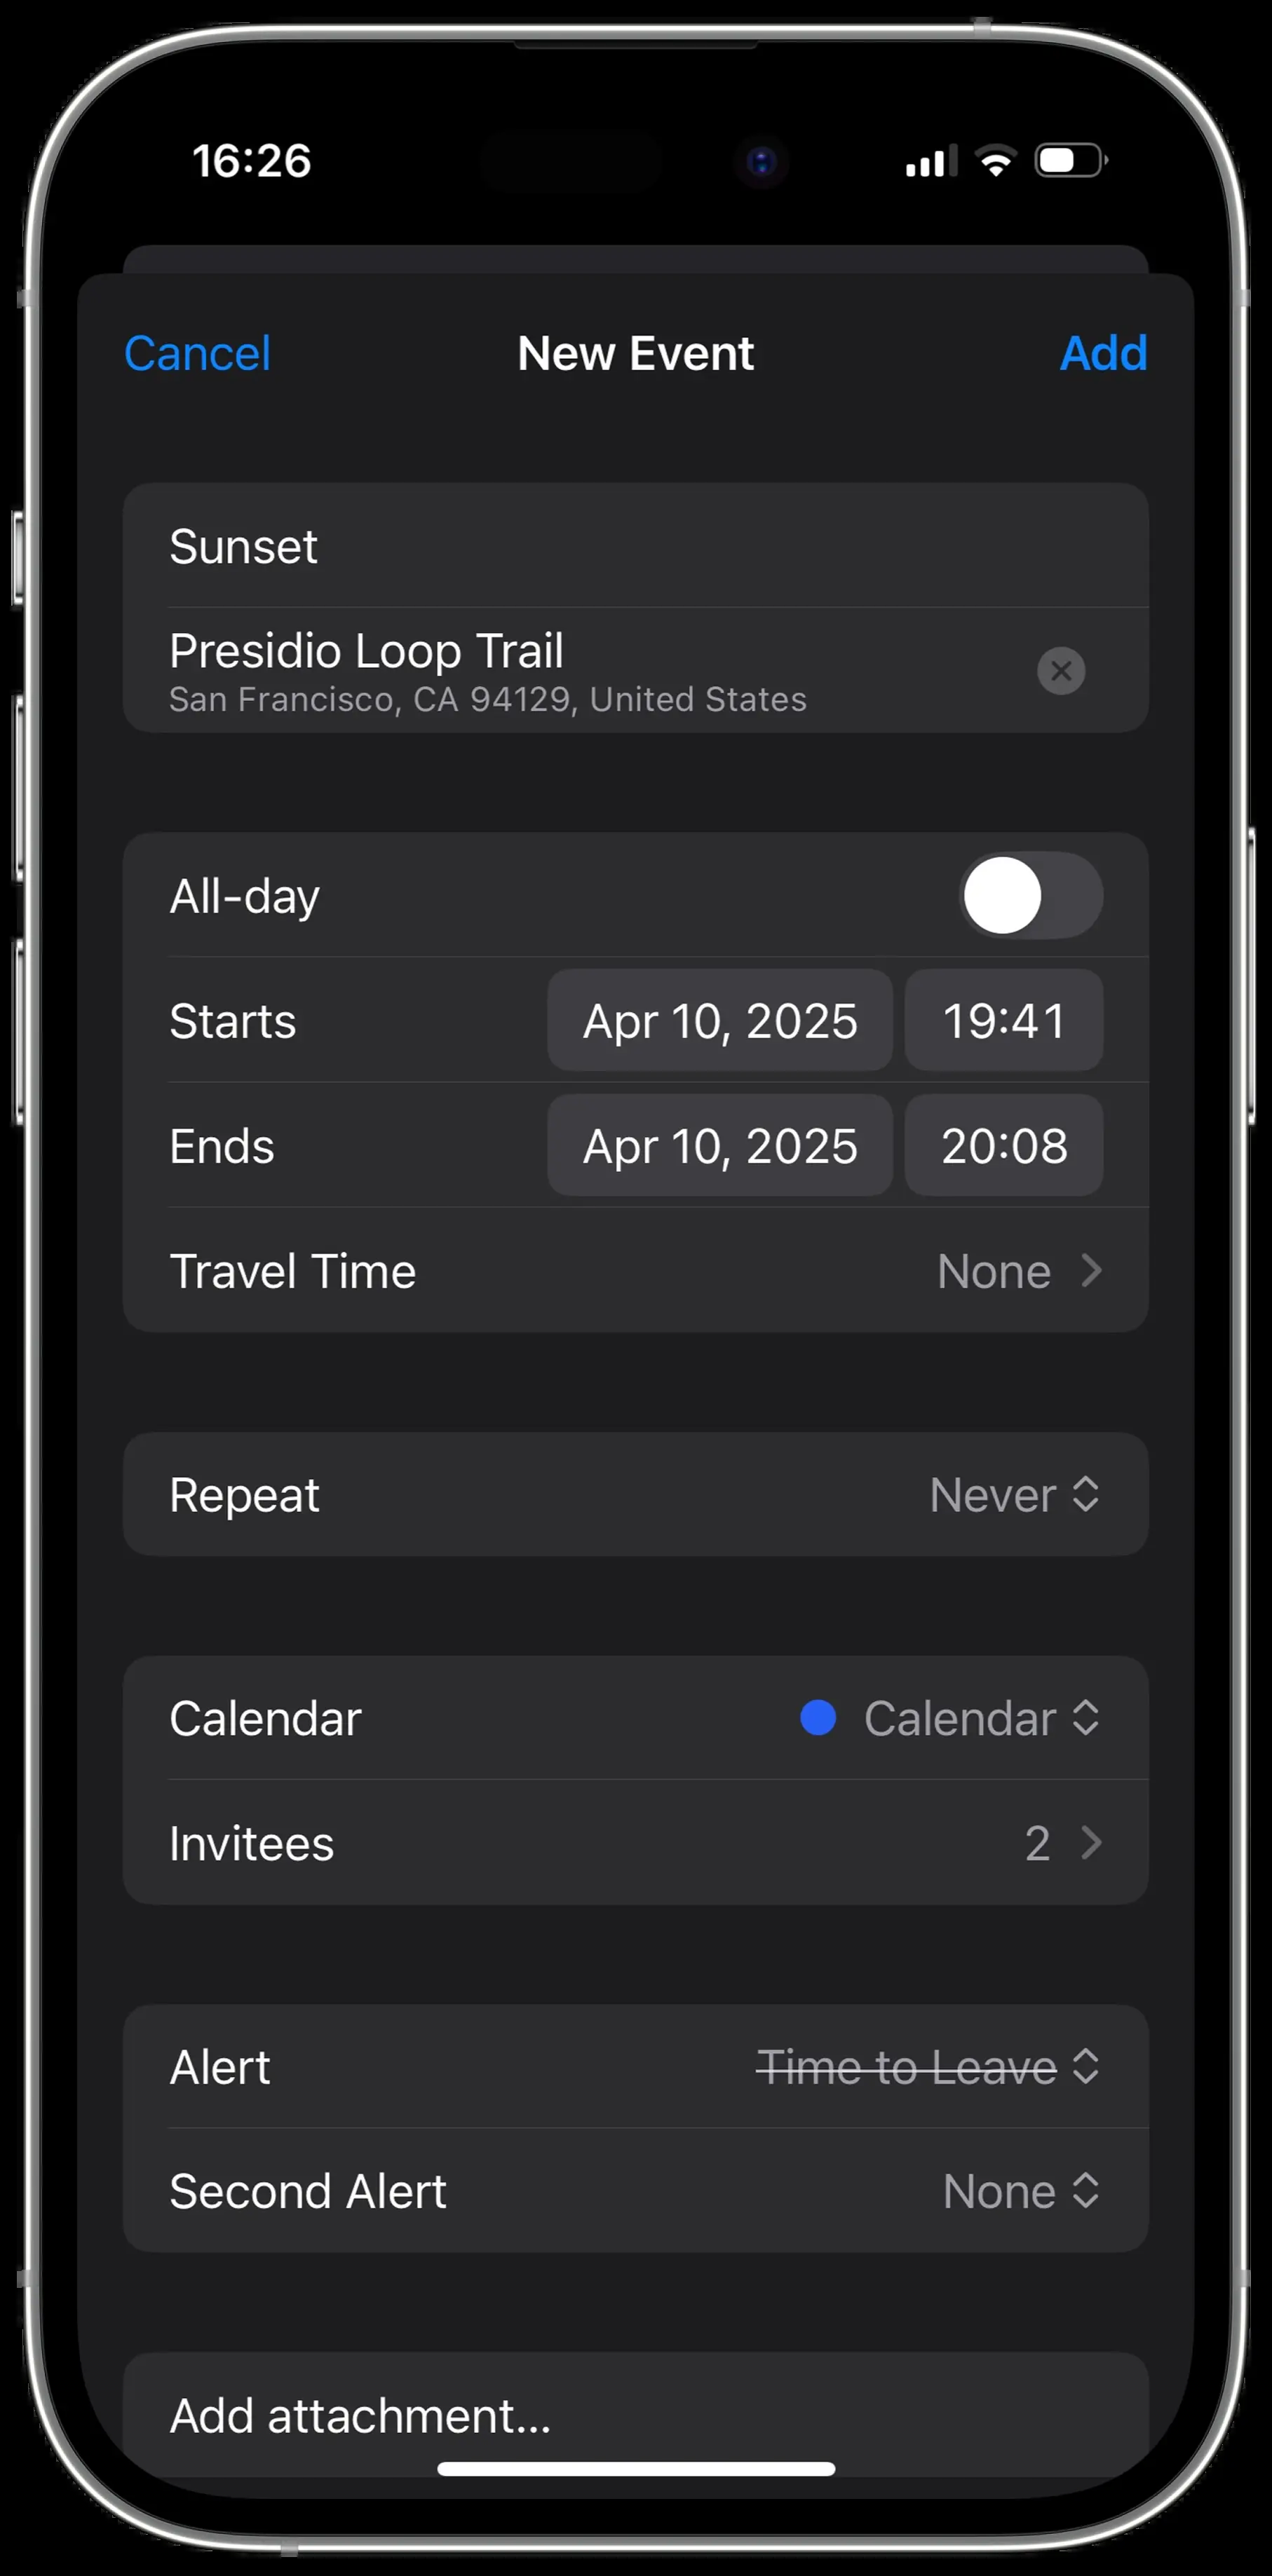 16:26
Cancel New Event Add
Sunset
Presidio Loop Trail
San Francisco, CA 94129, United States
All-day
Starts Apr 10, 2025 19:41
Ends Apr 10, 2025 20:08
Travel Time None
Repeat Never
Calendar Calendar
Invitees 2
Alert Time to Leave
Second Alert None
Add attachment...